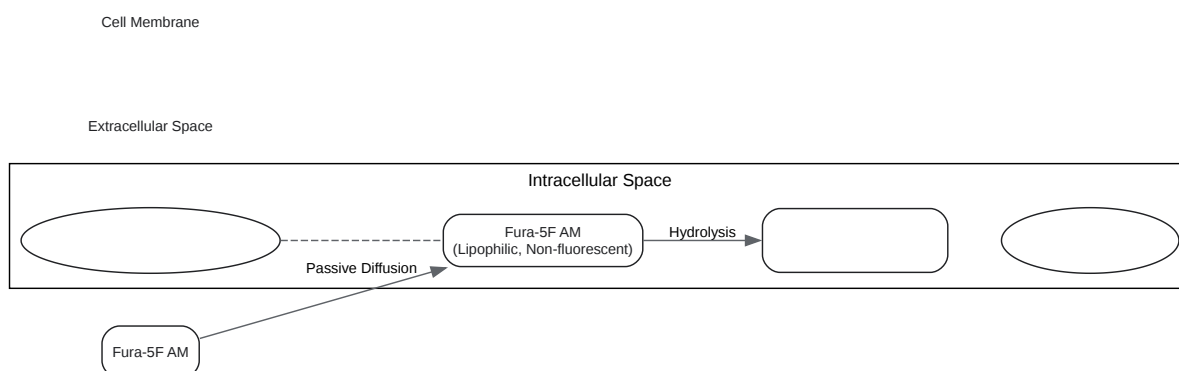 Cell Membrane
Extracellular Space
Intracellular Space
Fura-5F AM
(Lipophilic, Non-fluorescent)
Hydrolysis
Passive Diffusion
Fura-5F AM